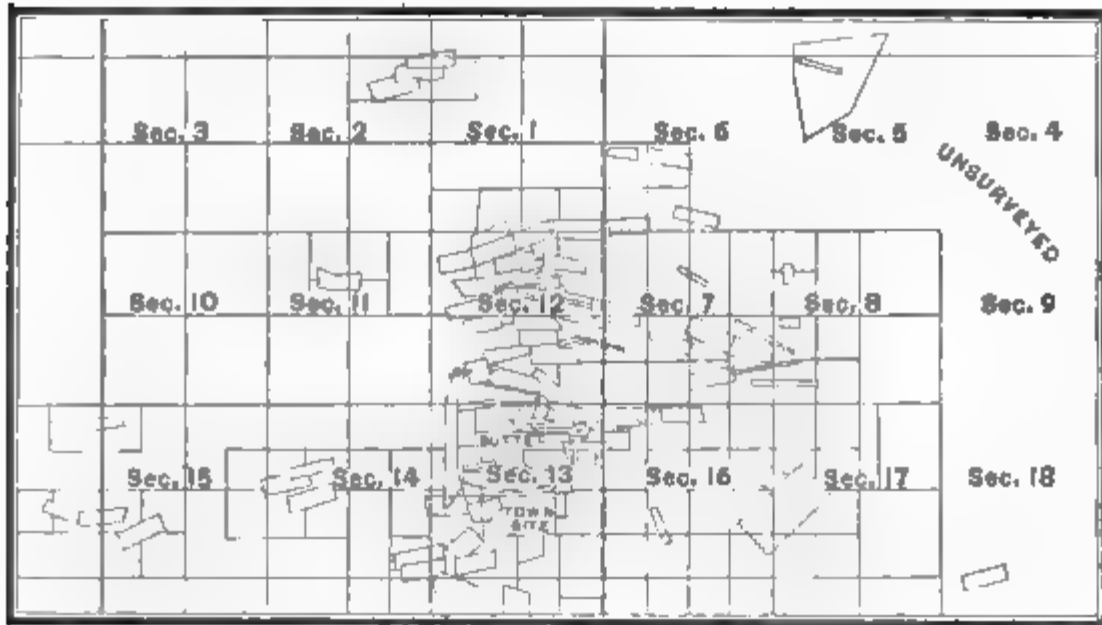 Sec. 3
Sec. 2
Sec. 1
Sec. 6
Sec. 5
Sec. 4
UNSURVEYED
Sec. 10
Sec. 11
Sec. 12
Sec. 7
Sec. 8
Sec. 9
BUTTE
Sec. 15
Sec. 14
Sec. 13
Sec. 16
Sec. 17
Sec. 18
TOWN
SITE